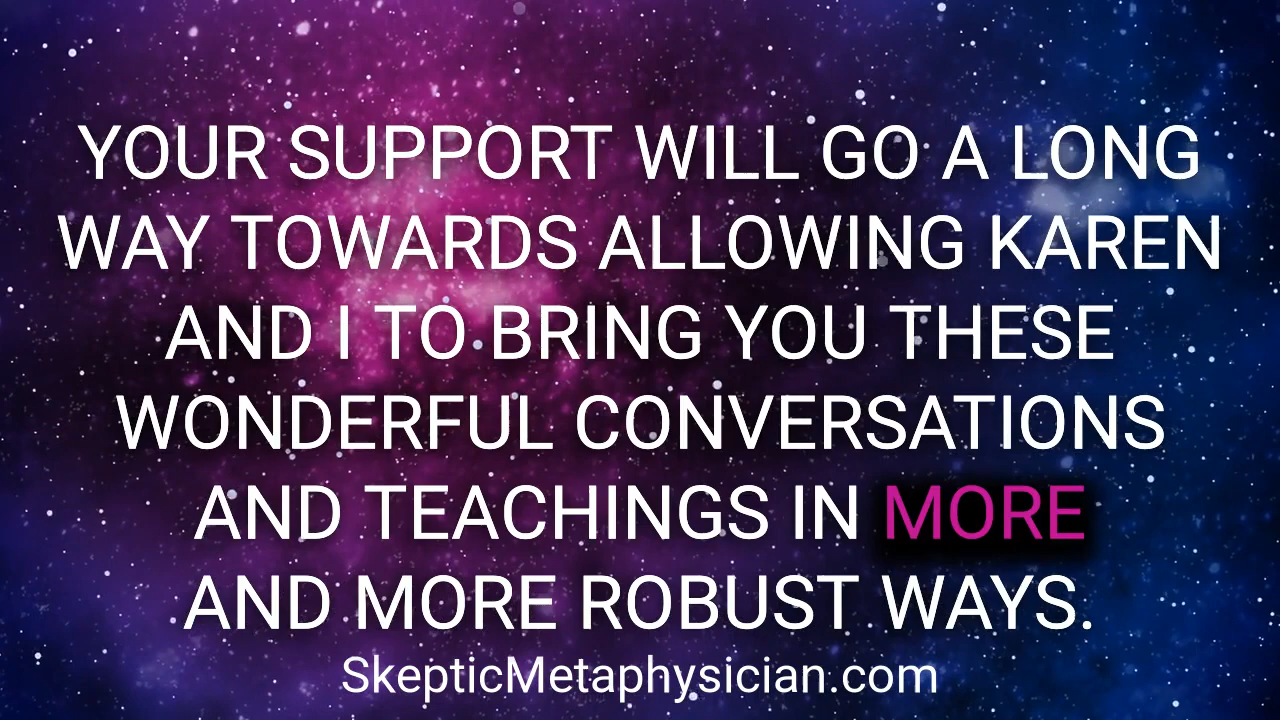 YOUR SUPPORT WILL GO A LONG
WAY TOWARDS ALLOWING KAREN
AND I TO BRING YOU THESE
WONDERFUL CONVERSATIONS
AND TEACHINGS IN MORE
AND MORE ROBUST WAYS.
SkepticMetaphysician.com